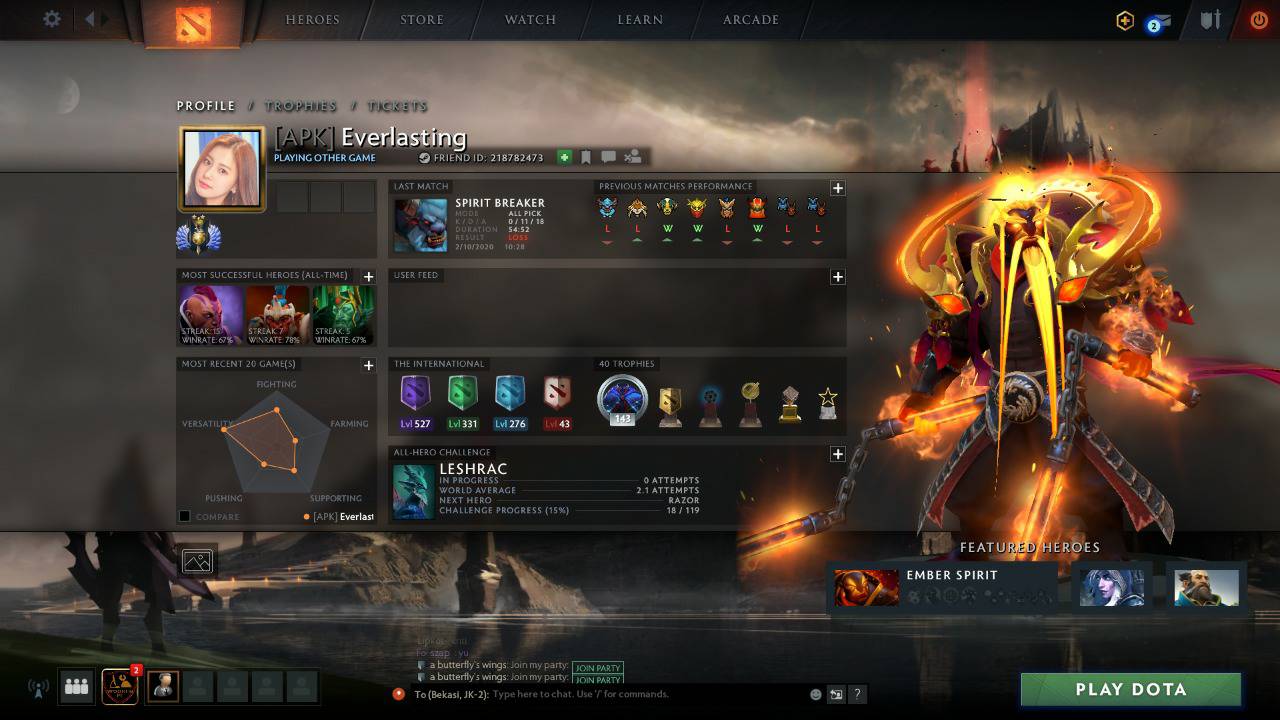 HEROES STORE WATCH LEARN ARCADE
2
PROFILE / TROPHIES / TICKETS
[APK] Everlasting
PLAYING OTHER GAME
FRIEND ID: 218782473
LAST MATCH
SPIRIT BREAKER
MODE ALL PICK
K / D / A 0 / 11 / 18
DURATION 54:52
RESULT LOSS
2/10/2020 10:28
PREVIOUS MATCHES PERFORMANCE
L L W W L W L L
MOST SUCCESSFUL HEROES (ALL-TIME)
STREAK: 15 STREAK: 7 STREAK: 5
WINRATE: 67% WINRATE: 78% WINRATE: 67%
USER FEED
MOST RECENT 20 GAME(S)
FIGHTING
VERSATILITY FARMING
PUSHING SUPPORTING
COMPARE [APK] Everlast
THE INTERNATIONAL
Lvl 527 Lvl 331 Lvl 276 Lvl 43
40 TROPHIES
143
ALL-HERO CHALLENGE
LESHRAC
IN PROGRESS 0 ATTEMPTS
WORLD AVERAGE 2.1 ATTEMPTS
NEXT HERO RAZOR
CHALLENGE PROGRESS (15%) 18 / 119
FEATURED HEROES
EMBER SPIRIT
a butterfly's wings: Join my party: JOIN PARTY
a butterfly's wings: Join my party: JOIN PARTY
2
To (Bekasi, JK-2): Type here to chat. Use '/' for commands.
?
PLAY DOTA